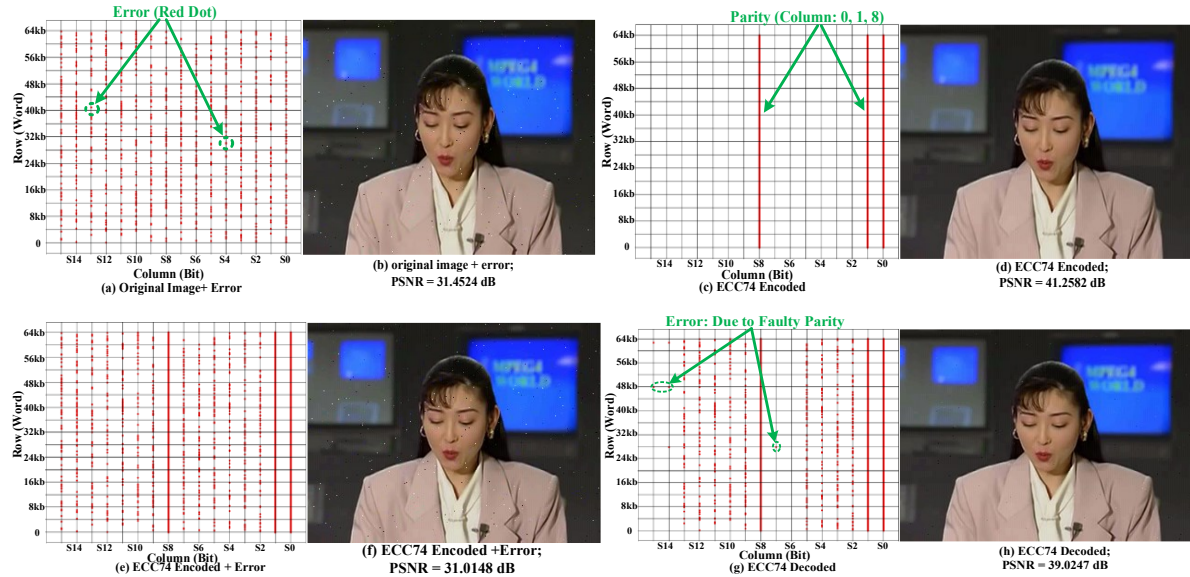 Error (Red Dot)
64kb
56kb
48kb
40kb
32kb
24kb
16kb
8kb
0
Row (Word)
S14 S12 S10 S8 S6 S4 S2 S0
Column (Bit)
(a) Original Image+ Error
MPEG4
WORLD
(b) original image + error;
PSNR = 31.4524 dB
Parity (Column: 0, 1, 8)
64kb
56kb
48kb
40kb
32kb
24kb
16kb
8kb
0
Row (Word)
S14 S12 S10 S8 S6 S4 S2 S0
Column (Bit)
(c) ECC74 Encoded
MPEG4
WORLD
(d) ECC74 Encoded;
PSNR = 41.2582 dB
64kb
56kb
48kb
40kb
32kb
24kb
16kb
8kb
0
Row (Word)
S14 S12 S10 S8 S6 S4 S2 S0
Column (Bit)
(e) ECC74 Encoded + Error
MPEG4
WORLD
(f) ECC74 Encoded +Error;
PSNR = 31.0148 dB
Error: Due to Faulty Parity
64kb
56kb
48kb
40kb
32kb
24kb
16kb
8kb
0
Row (Word)
S14 S12 S10 S8 S6 S4 S2 S0
Column (Bit)
(g) ECC74 Decoded
MPEG4
WORLD
(h) ECC74 Decoded;
PSNR = 39.0247 dB